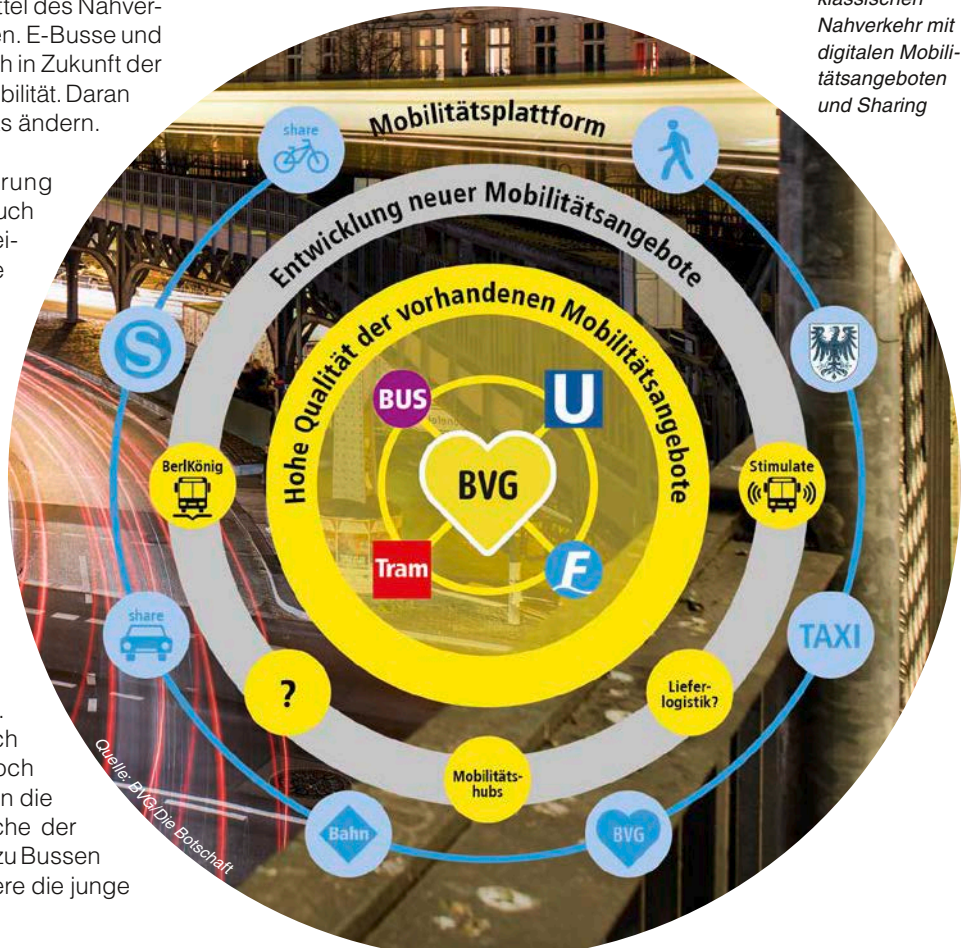 ttel des Nahver-
en. E-Busse und
h in Zukunft der
bilität. Daran
s ändern.
rung
uch
ei-
e
.
ch
och
n die
che der
zu Bussen
ere die junge
klassischen
Nahverkehr mit
digitalen Mobili-
tätsangeboten
und Sharing
Mobilitätsplattform
share
Entwicklung neuer Mobilitätsangebote
Hohe Qualität der vorhandenen Mobilitätsangebote
S
BUS
U
BVG
Tram
F
BerlKönig
Stimulate
share
TAXI
?
Liefer-
logistik?
Mobilitäts-
hubs
Bahn
BVG
Quelle: BVG/Die Botschaft